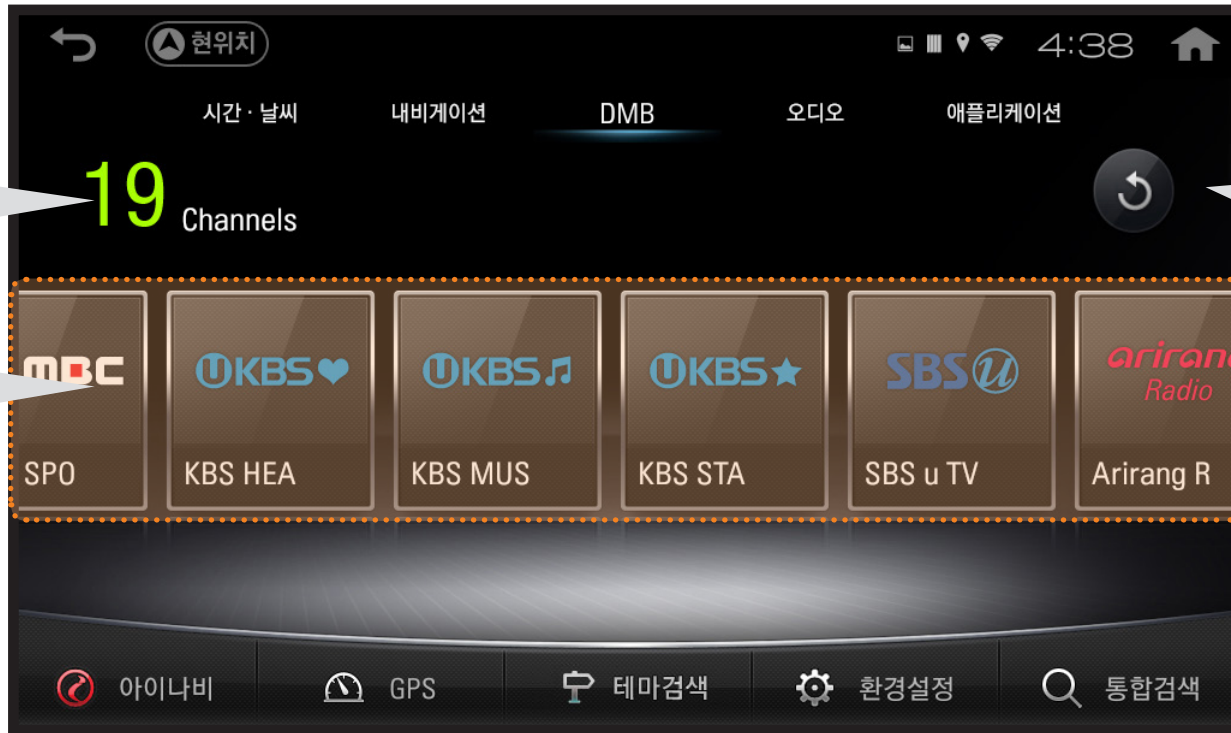 현위치
4:38
시간 · 날씨
내비게이션
DMB
오디오
애플리케이션
19 Channels
mBC
UKBS
UKBS
UKBS
SBS u
arirang
Radio
SPO
KBS HEA
KBS MUS
KBS STA
SBS u TV
Arirang R
아이나비
GPS
테마검색
환경설정
통합검색